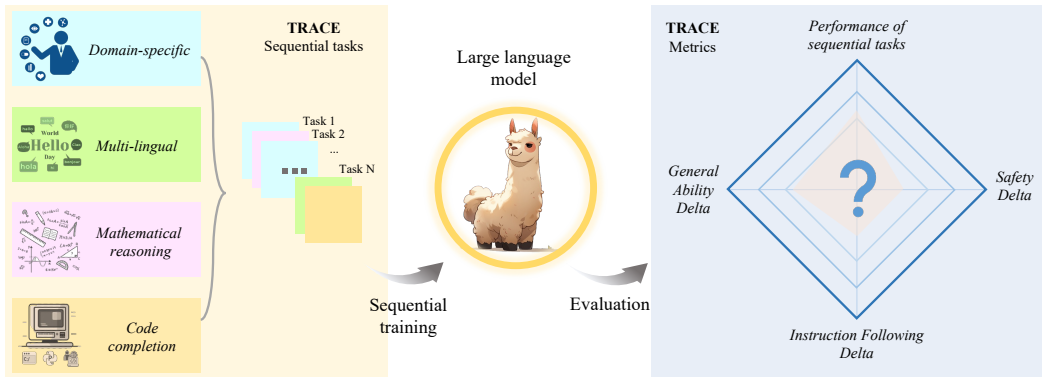 Domain-specific
World
Hello
Day
hola
Multi-lingual
Mathematical
reasoning
Code
completion
TRACE
Sequential tasks
Task 1
Task 2
...
Task N
Large language
model
Sequential
training
Evaluation
TRACE
Metrics
Performance of
sequential tasks
General
Ability
Delta
?
Safety
Delta
Instruction Following
Delta